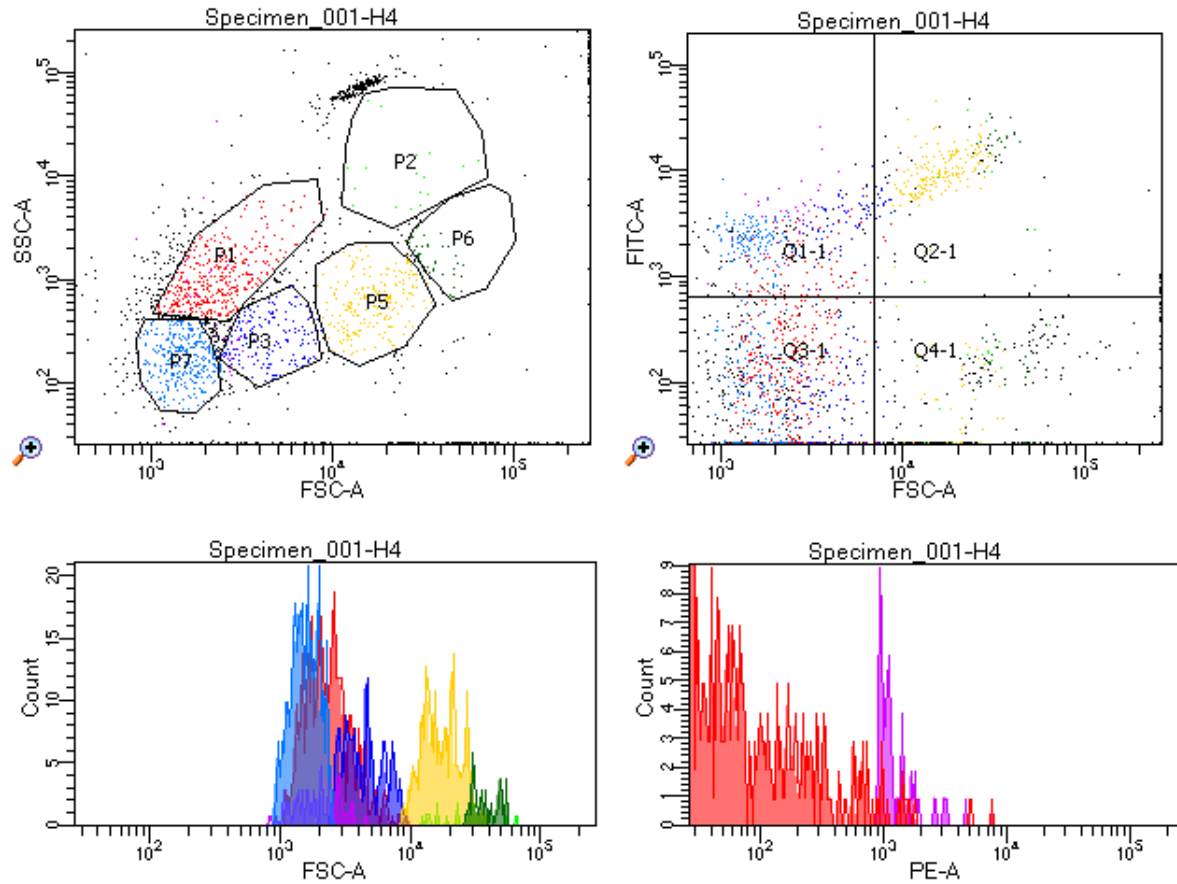 Specimen_001-H4
SSC-A
10^5
10^4
10^3
10^2
P1
P2
P3
P5
P6
P7
10^3 10^4 10^5
FSC-A
Specimen_001-H4
FITC-A
10^5
10^4
10^3
10^2
Q1-1 Q2-1
Q3-1 Q4-1
10^3 10^4 10^5
FSC-A
Specimen_001-H4
Count
20
15
10
5
0
10^2 10^3 10^4 10^5
FSC-A
Specimen_001-H4
Count
9
8
7
6
5
4
3
2
1
0
10^2 10^3 10^4 10^5
PE-A